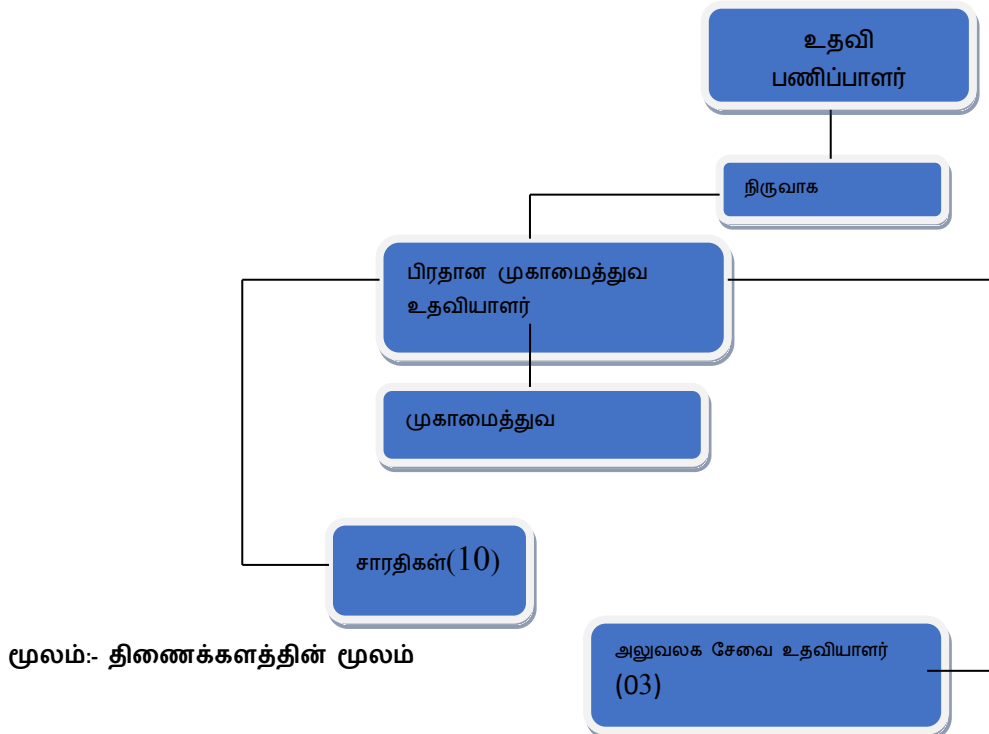 உதவி
பணிப்பாளர்
நிருவாக
பிரதான முகாமைத்துவ
உதவியாளர்
முகாமைத்துவ
சாரதிகள்(10)
மூலம்:- திணைக்களத்தின் மூலம்
அலுவலக சேவை உதவியாளர்
(03)